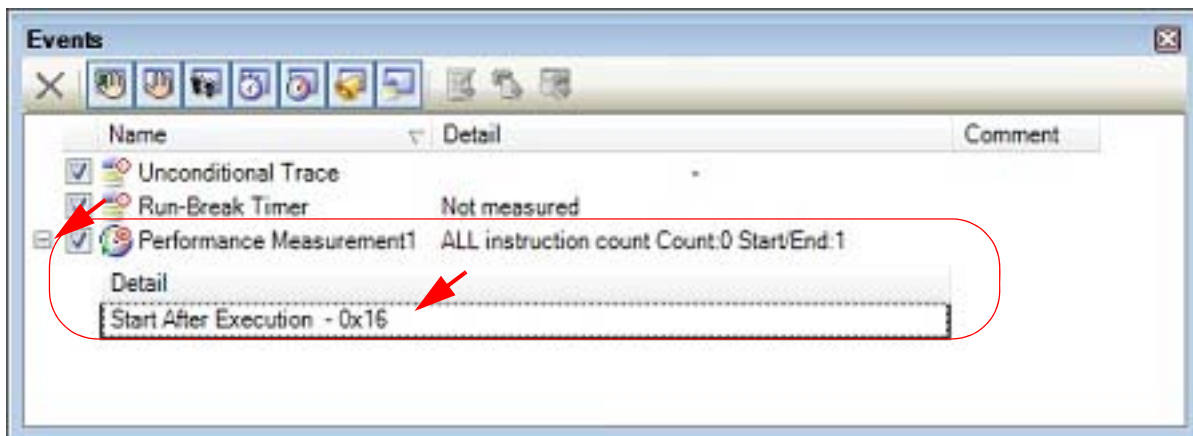 Events
Name Detail Comment
Unconditional Trace -
Run-Break Timer Not measured
Performance Measurement1 ALL instruction count Count:0 Start/End:1
Detail
Start After Execution - 0x16